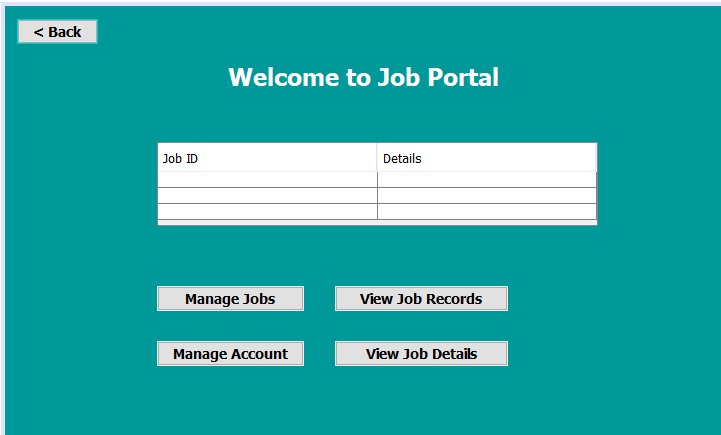 < Back
Welcome to Job Portal
Job ID Details
Manage Jobs View Job Records
Manage Account View Job Details